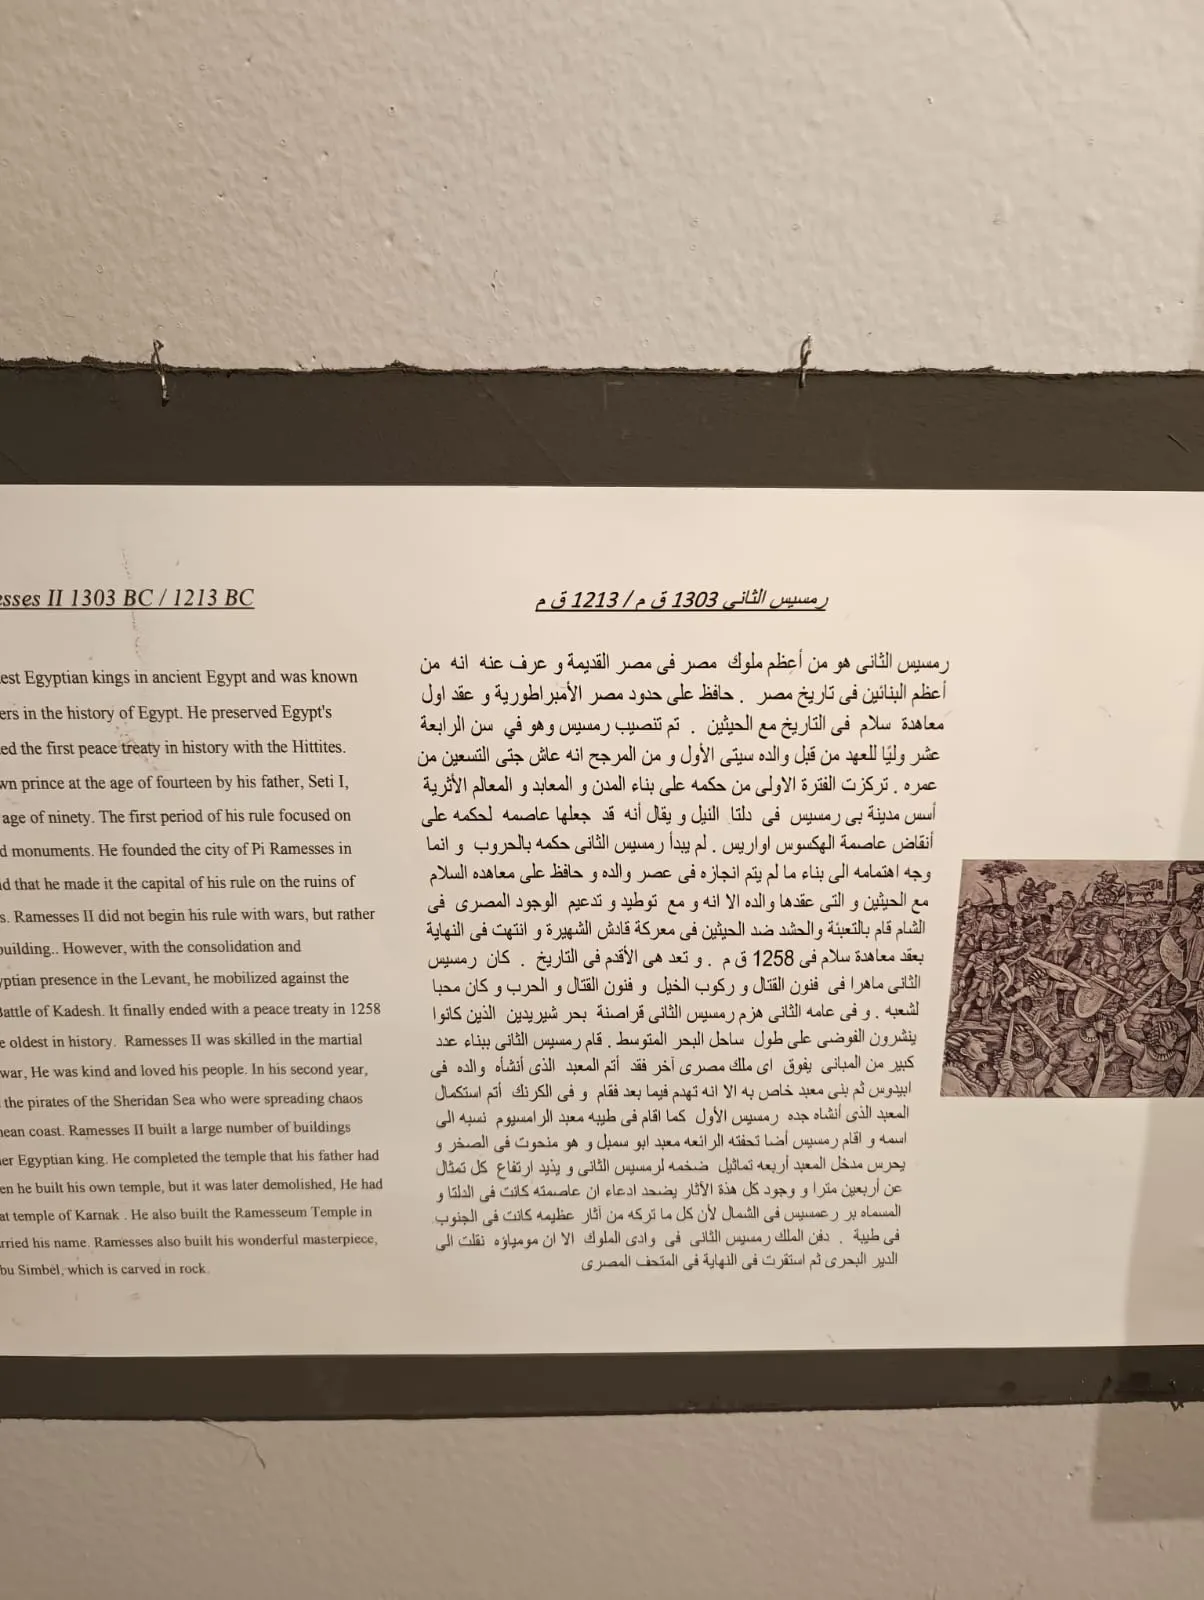 esses II 1303 BC / 1213 BC
est Egyptian kings in ancient Egypt and was known
ers in the history of Egypt. He preserved Egypt's
ed the first peace treaty in history with the Hittites.
wn prince at the age of fourteen by his father, Seti I,
age of ninety. The first period of his rule focused on
d monuments. He founded the city of Pi Ramesses in
id that he made it the capital of his rule on the ruins of
s. Ramesses II did not begin his rule with wars, but rather
building.. However, with the consolidation and
yptian presence in the Levant, he mobilized against the
Battle of Kadesh. It finally ended with a peace treaty in 1258
e oldest in history. Ramesses II was skilled in the martial
war, He was kind and loved his people. In his second year,
the pirates of the Sheridan Sea who were spreading chaos
nean coast. Ramesses II built a large number of buildings
er Egyptian king. He completed the temple that his father had
en he built his own temple, but it was later demolished, He had
at temple of Karnak . He also built the Ramesseum Temple in
rried his name. Ramesses also built his wonderful masterpiece,
bu Simbel, which is carved in rock.
رمسيس الثانى 1303 ق م / 1213 ق م
رمسيس الثانى هو من أعظم ملوك مصر فى مصر القديمة و عرف عنه انه من
أعظم البنائين فى تاريخ مصر . حافظ على حدود مصر الأمبراطورية و عقد اول
معاهدة سلام فى التاريخ مع الحيثين . تم تنصيب رمسيس وهو في سن الرابعة
عشر وليًا للعهد من قبل والده سيتى الأول و من المرجح انه عاش حتى التسعين من
عمره . تركزت الفترة الاولى من حكمه على بناء المدن و المعابد و المعالم الأثرية
أسس مدينة بى رمسيس فى دلتا النيل و يقال أنه قد جعلها عاصمه لحكمه على
أنقاض عاصمة الهكسوس اواريس . لم يبدأ رمسيس الثانى حكمه بالحروب و انما
وجه اهتمامه الى بناء ما لم يتم انجازه فى عصر والده و حافظ على معاهده السلام
مع الحيثين و التى عقدها والده الا انه و مع توطيد و تدعيم الوجود المصرى فى
الشام قام بالتعبئة والحشد ضد الحيثين فى معركة قادش الشهيرة و انتهت فى النهاية
بعقد معاهدة سلام فى 1258 ق م . و تعد هى الأقدم فى التاريخ . كان رمسيس
الثانى ماهرا فى فنون القتال و ركوب الخيل و فنون القتال و الحرب و كان محبا
لشعبه . و فى عامه الثانى هزم رمسيس الثانى قراصنة بحر شيريدين الذين كانوا
ينشرون الفوضى على طول ساحل البحر المتوسط . قام رمسيس الثانى ببناء عدد
كبير من المبانى يفوق اى ملك مصرى آخر فقد أتم المعبد الذى أنشأه والده فى
ابيدوس ثم بنى معبد خاص به الا انه تهدم فيما بعد فقام و فى الكرنك أتم استكمال
المعبد الذى أنشاه جده رمسيس الأول كما اقام فى طيبه معبد الرامسيوم نسبه الى
اسمه و اقام رمسيس أضا تحفته الرائعه معبد ابو سمبل و هو منحوت فى الصخر و
يحرس مدخل المعبد أربعه تماثيل ضخمه لرمسيس الثانى و يذيد ارتفاع كل تمثال
عن أربعين مترا و وجود كل هذة الآثار يضحد ادعاء ان عاصمته كانت فى الدلتا و
المسماه بر رعمسيس فى الشمال لأن كل ما تركه من آثار عظيمه كانت فى الجنوب
فى طيبة . دفن الملك رمسيس الثانى فى وادى الملوك الا ان مومياؤه نقلت الى
الدير البحرى ثم استقرت فى النهاية فى المتحف المصرى